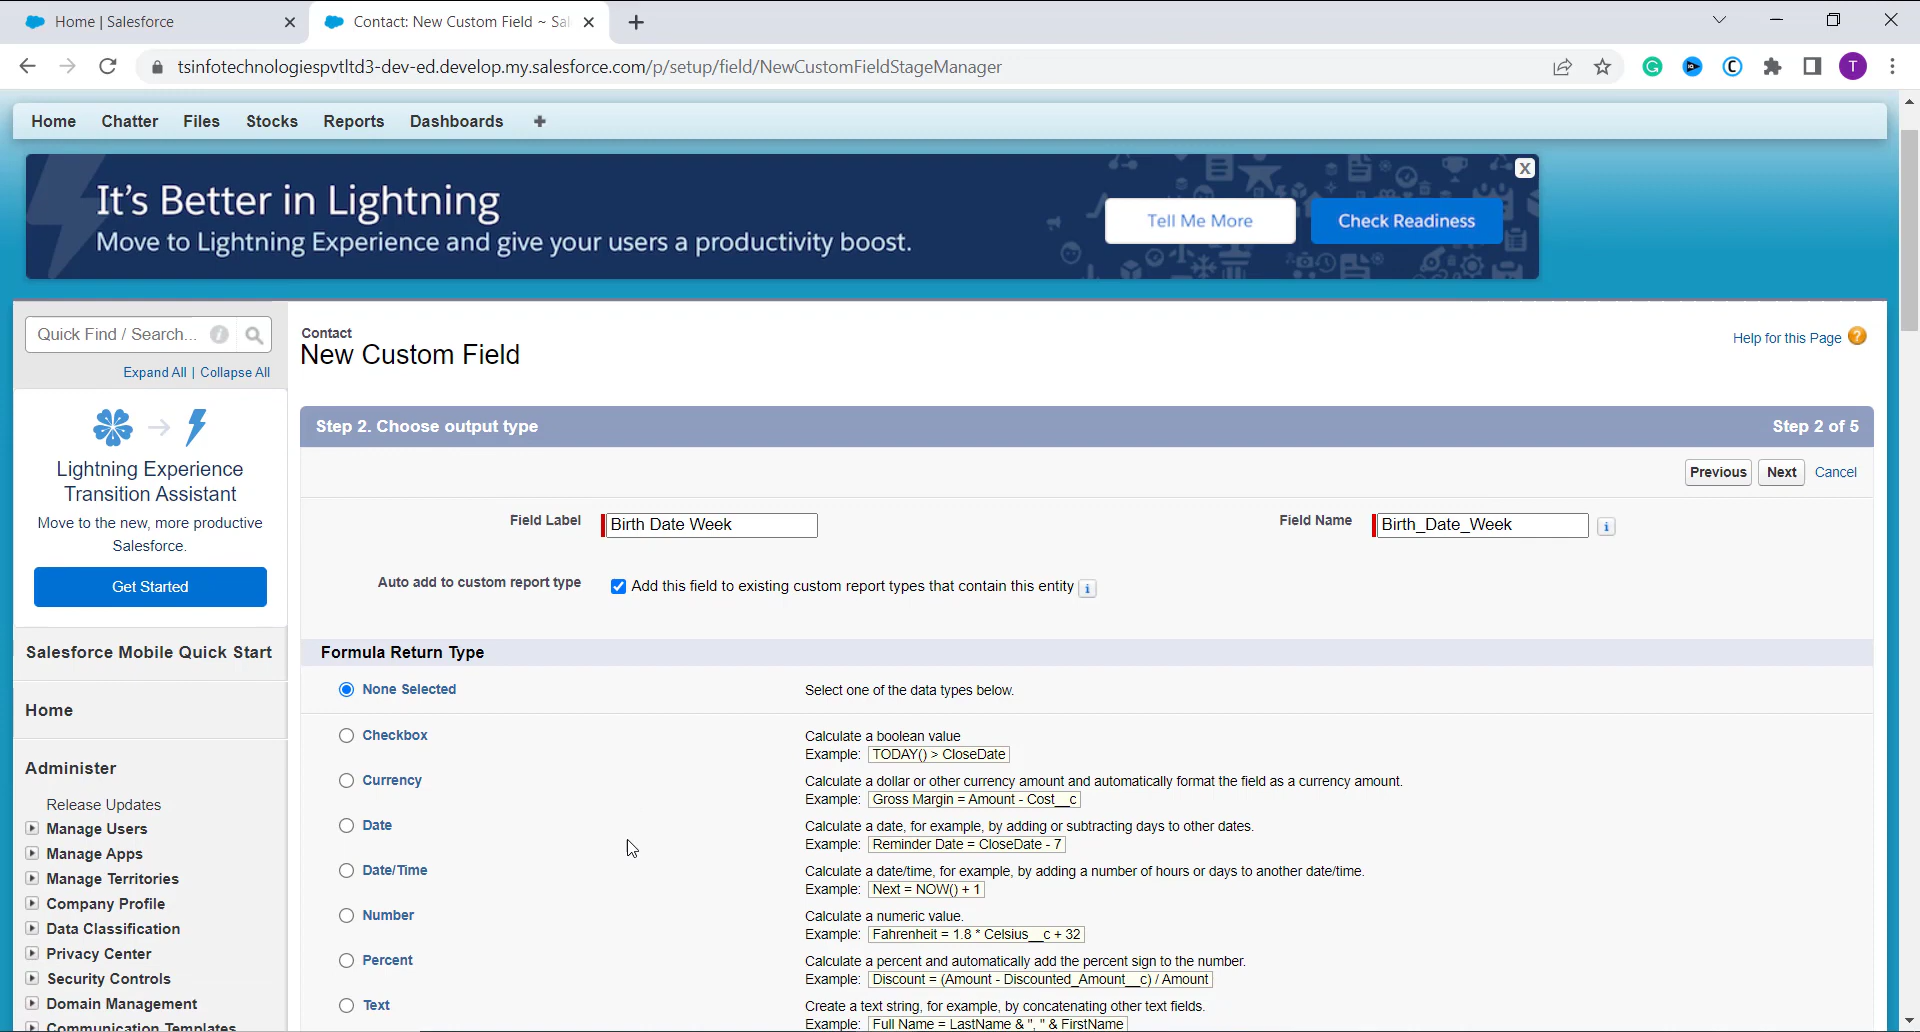 Home | Salesforce
Contact: New Custom Field ~ Sal
tsinfotechnologiespvtltd3-dev-ed.develop.my.salesforce.com/p/setup/field/NewCustomFieldStageManager
T
Home Chatter Files Stocks Reports Dashboards
It's Better in Lightning
Move to Lightning Experience and give your users a productivity boost.
Tell Me More
Check Readiness
X
Quick Find / Search...
Expand All | Collapse All
Lightning Experience
Transition Assistant
Move to the new, more productive
Salesforce.
Get Started
Salesforce Mobile Quick Start
Home
Administer
Release Updates
Manage Users
Manage Apps
Manage Territories
Company Profile
Data Classification
Privacy Center
Security Controls
Domain Management
Communication Templates
Contact
New Custom Field
Help for this Page
Step 2. Choose output type
Step 2 of 5
Previous Next Cancel
Field Label Birth Date Week
Field Name Birth_Date_Week
Auto add to custom report type Add this field to existing custom report types that contain this entity
Formula Return Type
None Selected Select one of the data types below.
Checkbox Calculate a boolean value
Example: TODAY() > CloseDate
Currency Calculate a dollar or other currency amount and automatically format the field as a currency amount.
Example: Gross Margin = Amount - Cost__c
Date Calculate a date, for example, by adding or subtracting days to other dates.
Example: Reminder Date = CloseDate - 7
Date/Time Calculate a date/time, for example, by adding a number of hours or days to another date/time.
Example: Next = NOW() + 1
Number Calculate a numeric value.
Example: Fahrenheit = 1.8 * Celsius__c + 32
Percent Calculate a percent and automatically add the percent sign to the number.
Example: Discount = (Amount - Discounted_Amount__c) / Amount
Text Create a text string, for example, by concatenating other text fields.
Example: Full Name = LastName & ", " & FirstName